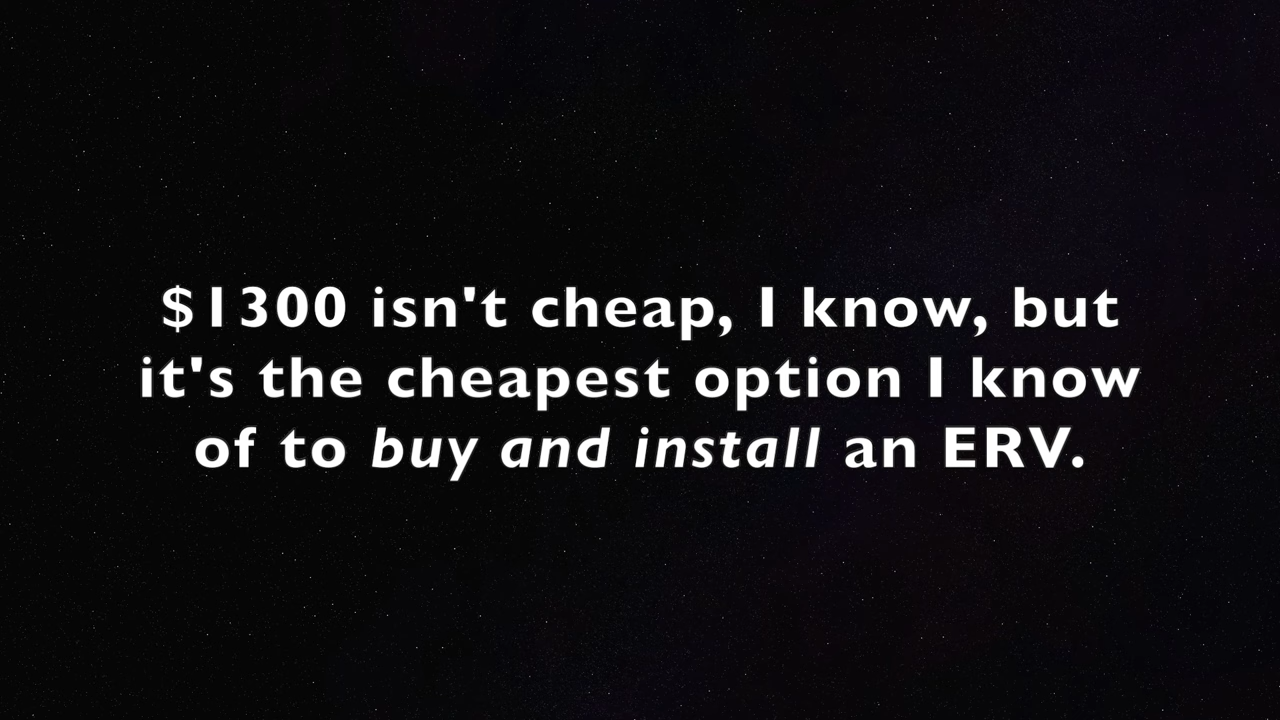 $1300 isn't cheap, I know, but
it's the cheapest option I know
of to buy and install an ERV.